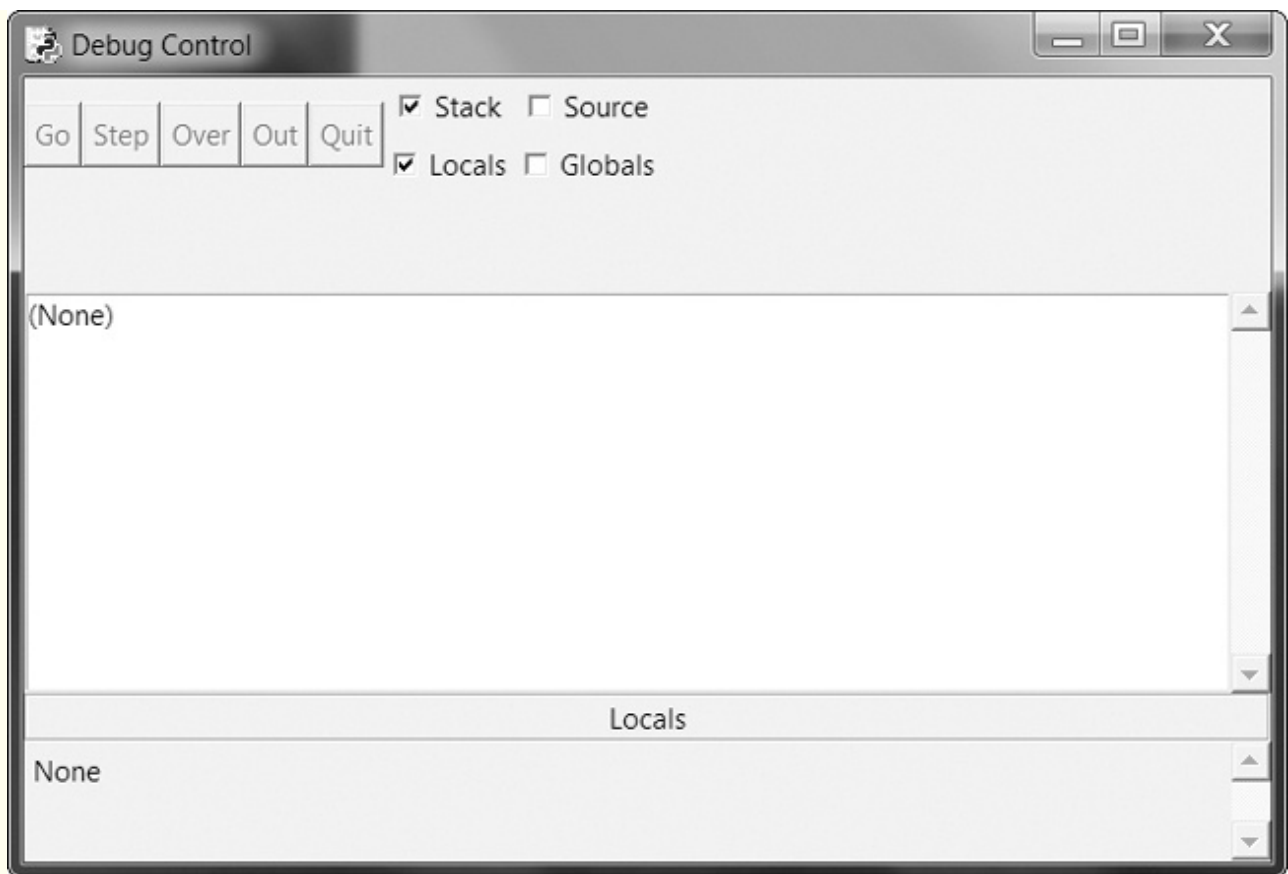 Debug Control
Go Step Over Out Quit
Stack Source
Locals Globals
(None)
Locals
None